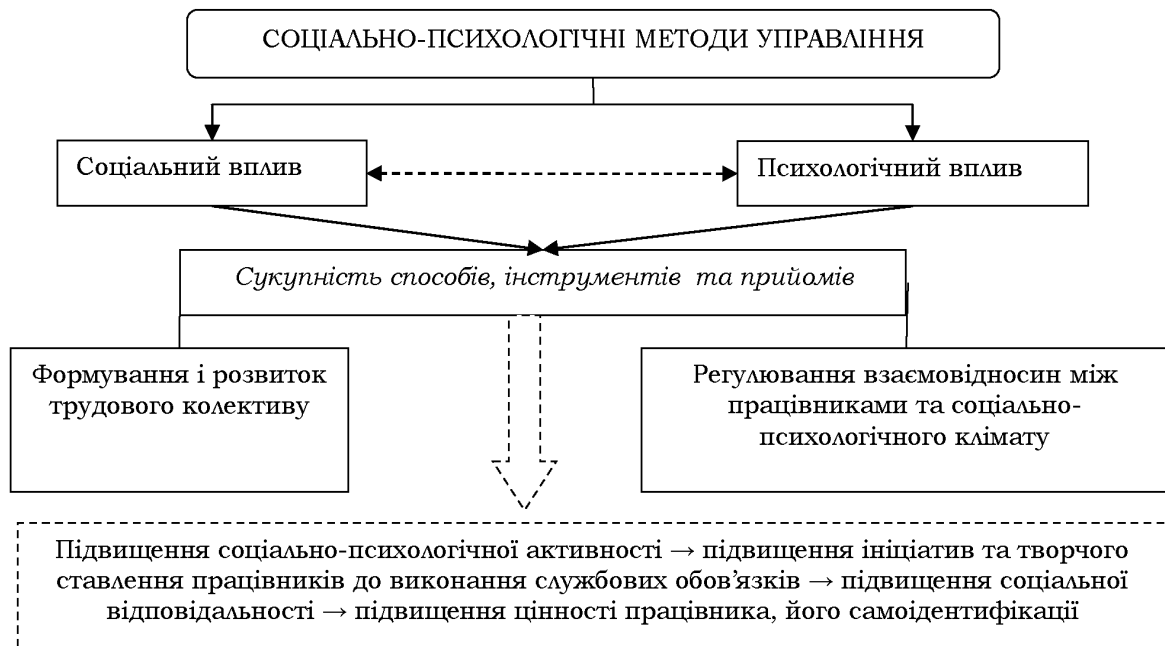 СОЦІАЛЬНО-ПСИХОЛОГІЧНІ МЕТОДИ УПРАВЛІННЯ
Соціальний вплив
Психологічний вплив
Сукупність способів, інструментів та прийомів
Формування і розвиток
трудового колективу
Регулювання взаємовідносин між
працівниками та соціально-
психологічного клімату
Підвищення соціально-психологічної активності → підвищення ініціатив та творчого
ставлення працівників до виконання службових обов’язків → підвищення соціальної
відповідальності → підвищення цінності працівника, його самоідентифікації